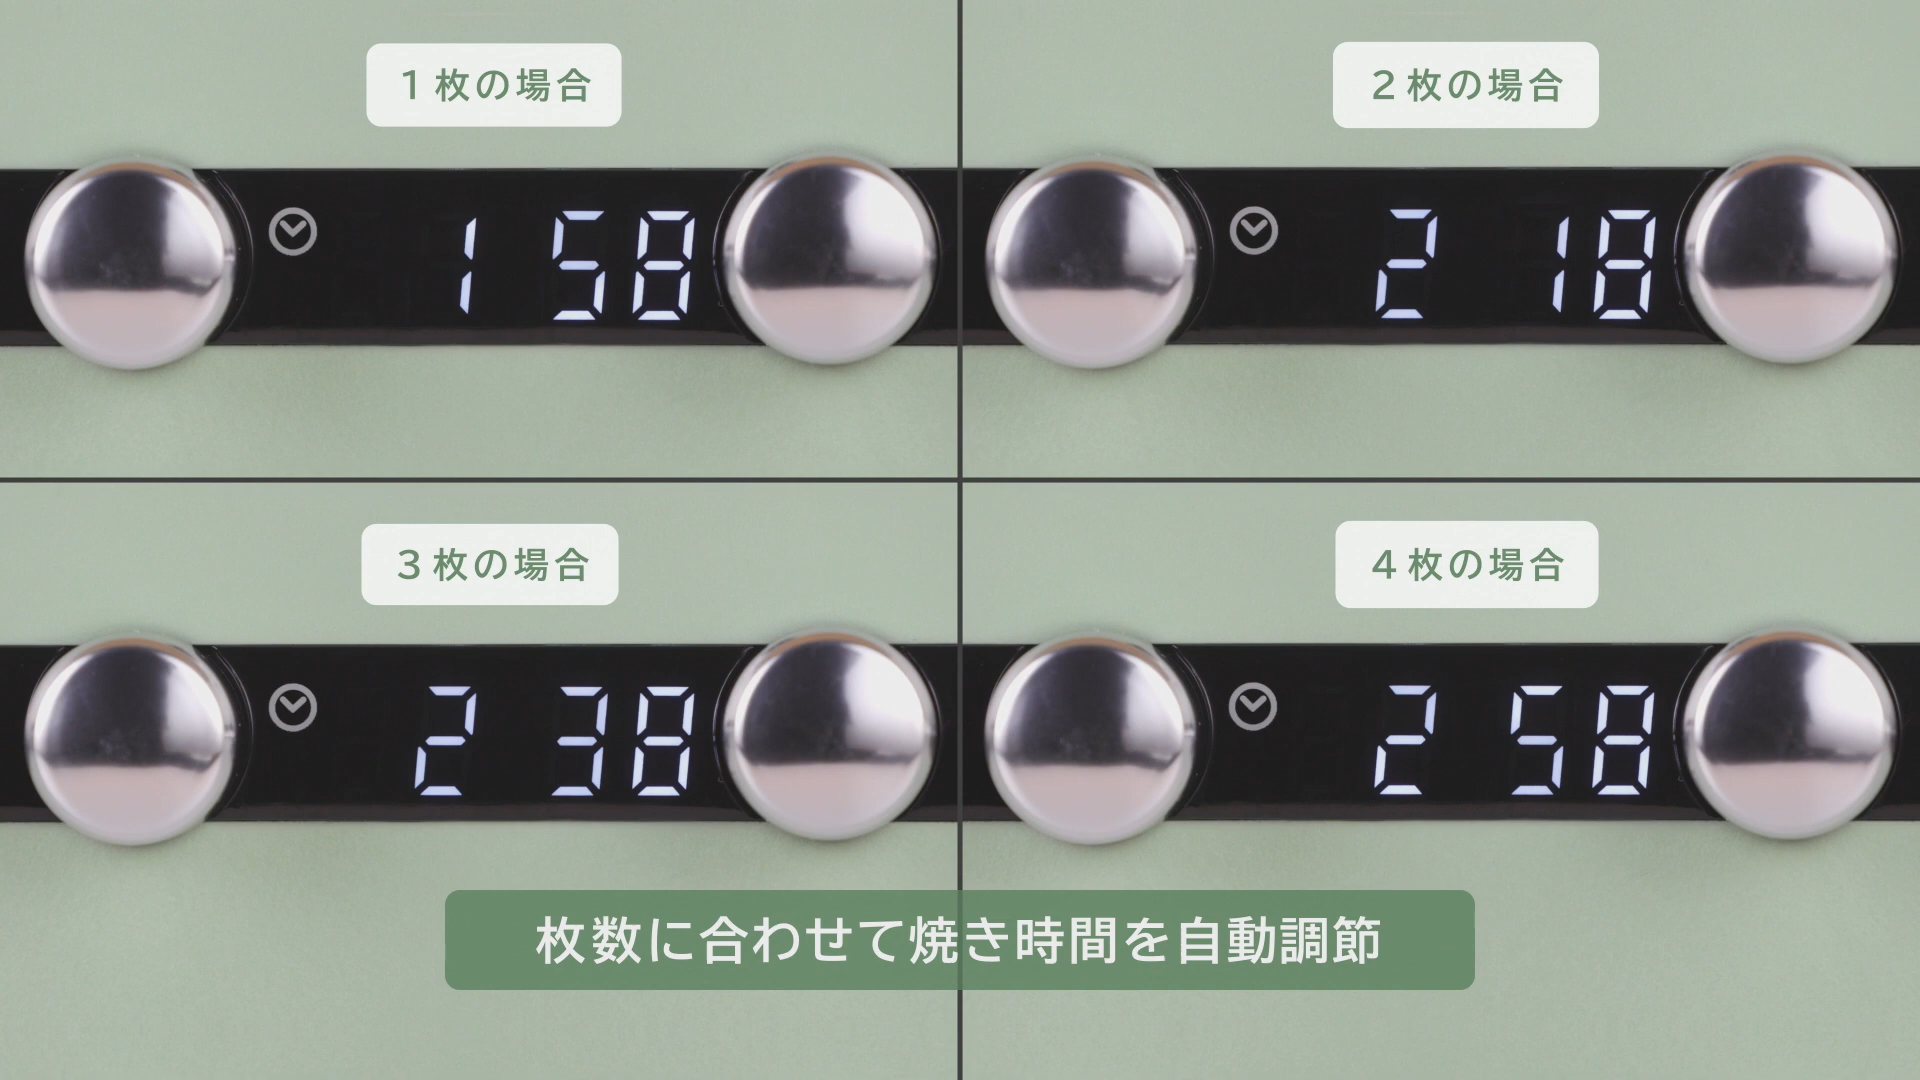 1枚の場合
1 58
2枚の場合
2 18
3枚の場合
2 38
4枚の場合
2 58
枚数に合わせて焼き時間を自動調節